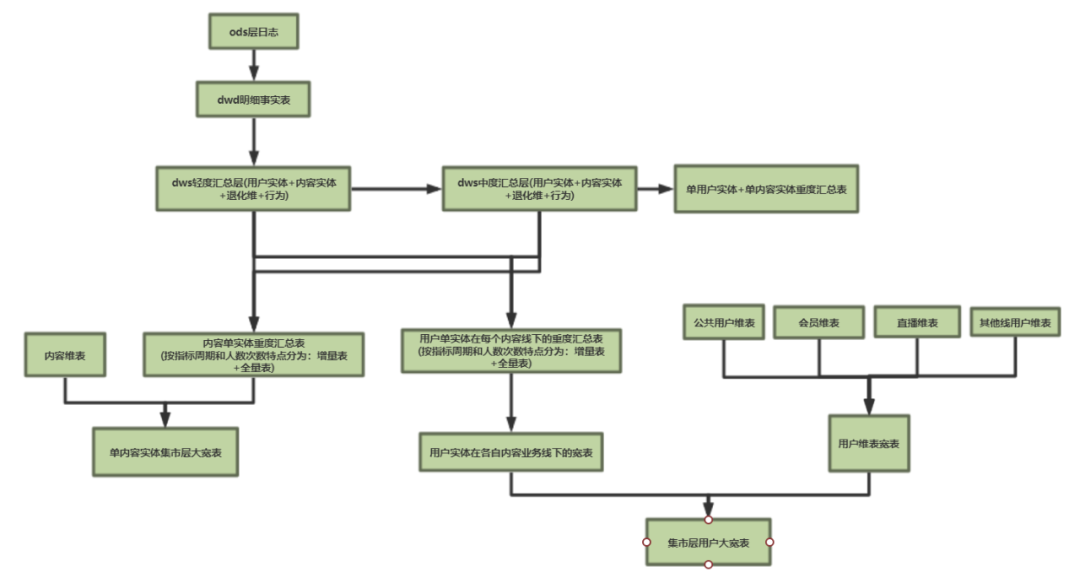 ods层日志
dwd明细事实表
dws轻度汇总层(用户实体+内容实体
+退化堆+行为)
dws中度汇总层(用户实体+内容实体
+退化堆+行为)
单用户实体+单内容实体重度汇总表
内容维表
内容单实体重度汇总表
(按指标周期和人数次数特点分为：增量表
+全量表)
用户单实体在每个内容线下的重度汇总表
(按指标周期和人数次数特点分为：增量表
+全量表)
公共用户维表
会员维表
直播维表
其他线用户维表
单内容实体集市层大宽表
用户实体在各自内容业务线下的宽表
用户维表宽表
集市层用户大宽表